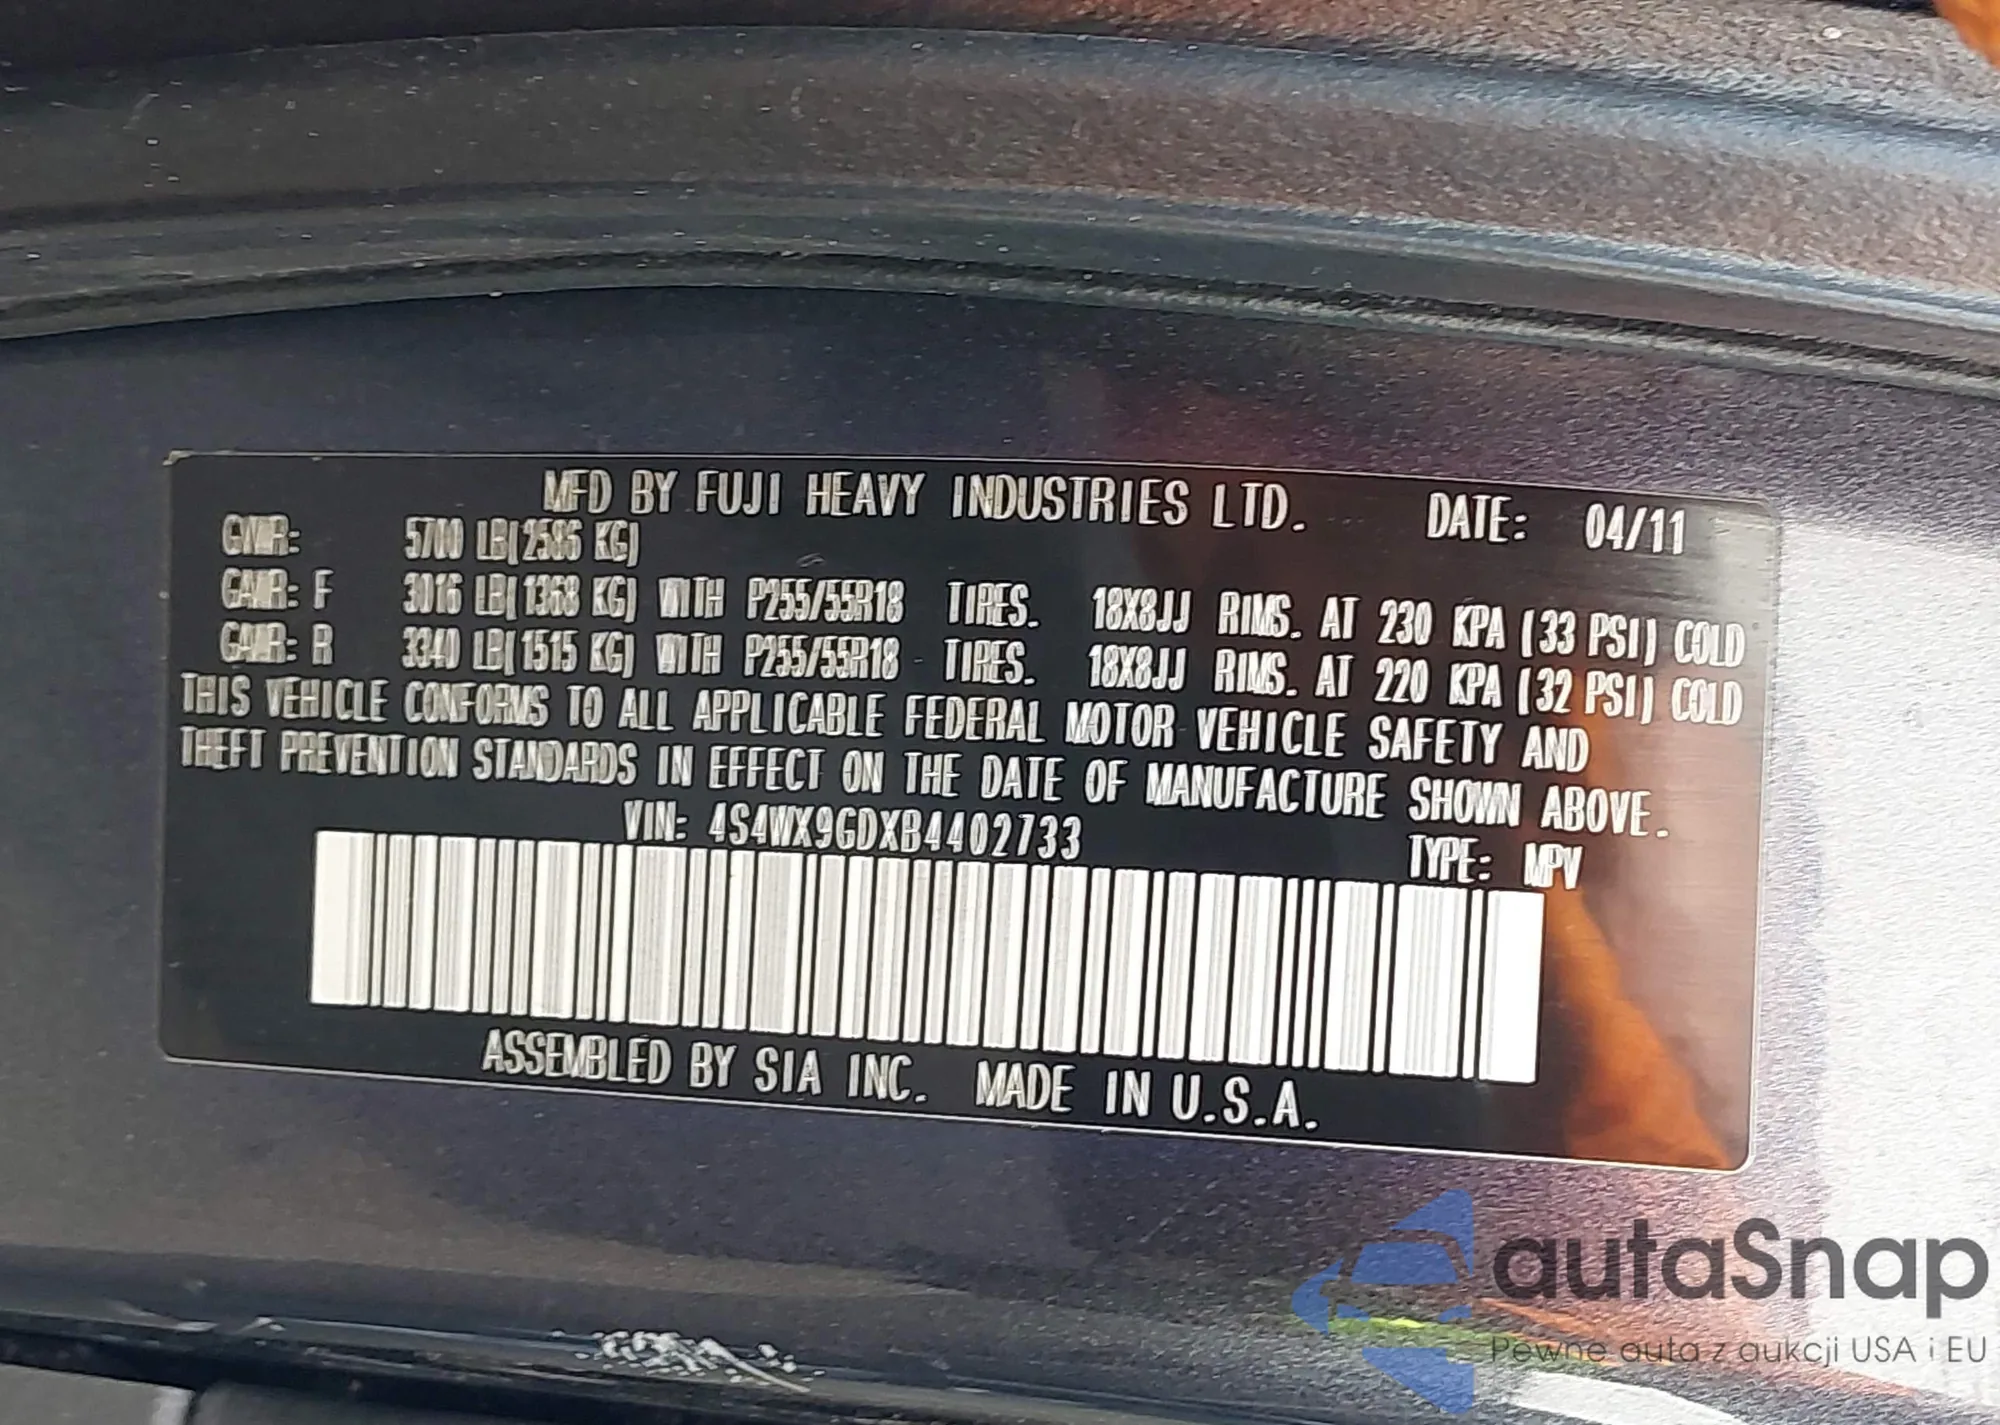 MFD BY FUJI HEAVY INDUSTRIES LTD. DATE: 04/11
GVWR: 5700 LB(2585 KG)
GAWR: F 3016 LB(1368 KG) WITH P255/55R18 TIRES. 18X8JJ RIMS. AT 230 KPA (33 PSI) COLD
GAWR: R 3340 LB(1515 KG) WITH P255/55R18 TIRES. 18X8JJ RIMS. AT 220 KPA (32 PSI) COLD
THIS VEHICLE CONFORMS TO ALL APPLICABLE FEDERAL MOTOR VEHICLE SAFETY AND
THEFT PREVENTION STANDARDS IN EFFECT ON THE DATE OF MANUFACTURE SHOWN ABOVE.
VIN: 4S4WX9GDXB4402733 TYPE: MPV
ASSEMBLED BY SIA INC. MADE IN U.S.A.
autaSnap
Pewne auta z aukcji USA i EU